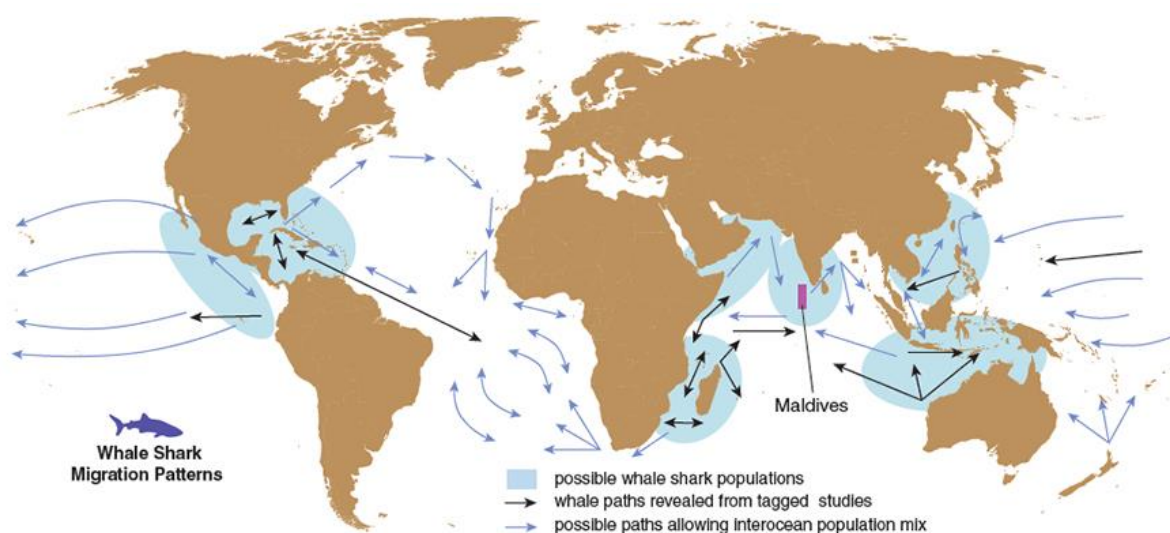 Maldives
Whale Shark
Migration Patterns
possible whale shark populations
whale paths revealed from tagged studies
possible paths allowing interocean population mix